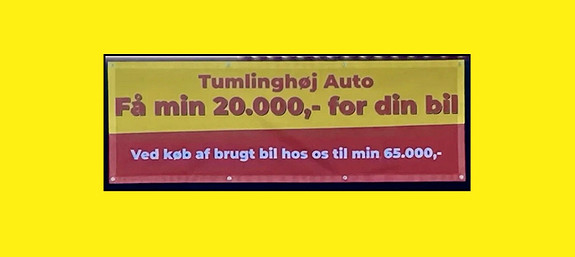 Tumlinghøj Auto
Få min 20.000,- for din bil
Ved køb af brugt bil hos os til min 65.000,-